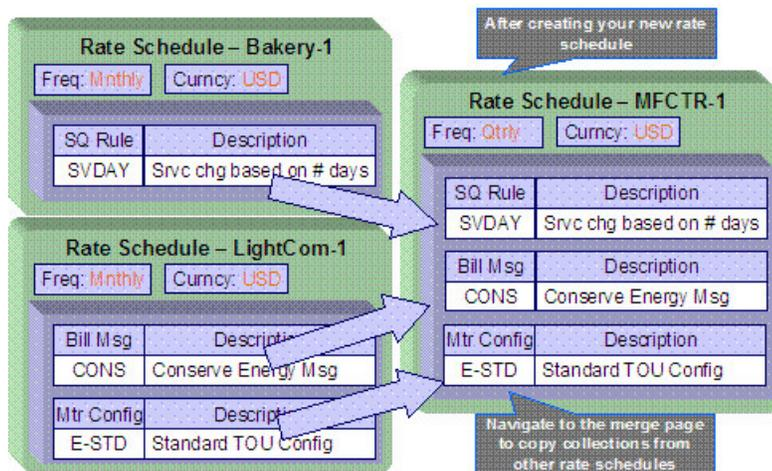 Rate Schedule – Bakery-1
Freq: Mnthly Curncy: USD
SQ Rule Description
SVDAY Srvc chg based on # days
Rate Schedule – LightCom-1
Freq: Mnthly Curncy: USD
Bill Msg Description
CONS Conserve Energy Msg
Mtr Config Description
E-STD Standard TOU Config
After creating your new rate
schedule
Rate Schedule – MFCTR-1
Freq: Qtrly Curncy: USD
SQ Rule Description
SVDAY Srvc chg based on # days
Bill Msg Description
CONS Conserve Energy Msg
Mtr Config Description
E-STD Standard TOU Config
Navigate to the merge page
to copy collections from
other rate schedules